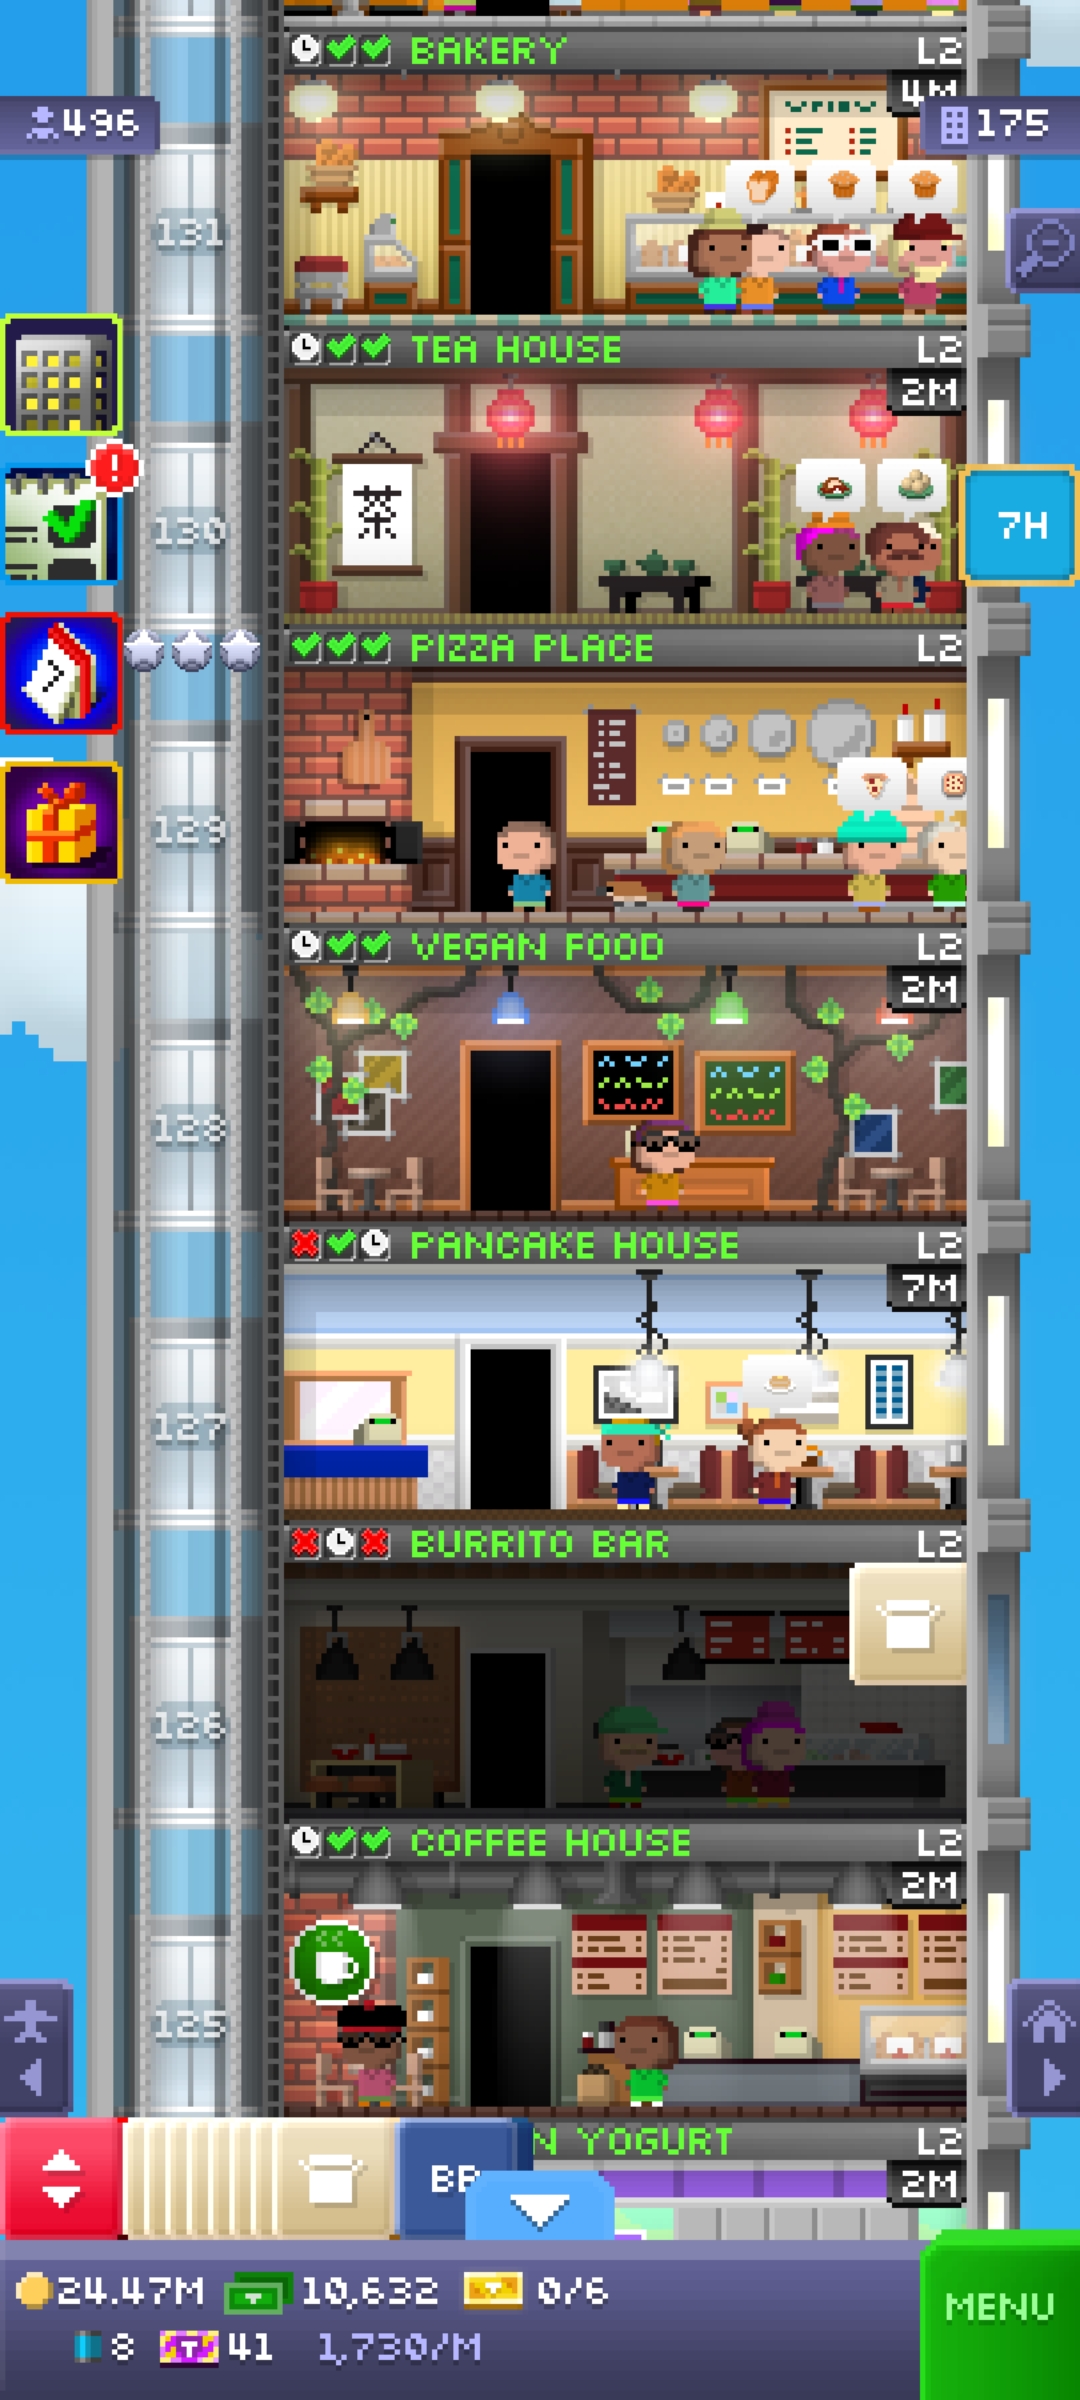 BAKERY L2
4M
496
175
131
TEA HOUSE L2
2M
茶
130
7H
PIZZA PLACE L2
7
129
VEGAN FOOD L2
2M
128
PANCAKE HOUSE L2
7M
127
BURRITO BAR L2
126
COFFEE HOUSE L2
2M
125
N YOGURT L2
2M
24.47M 10,632 0/6
MENU
8 T 41 1,730/M